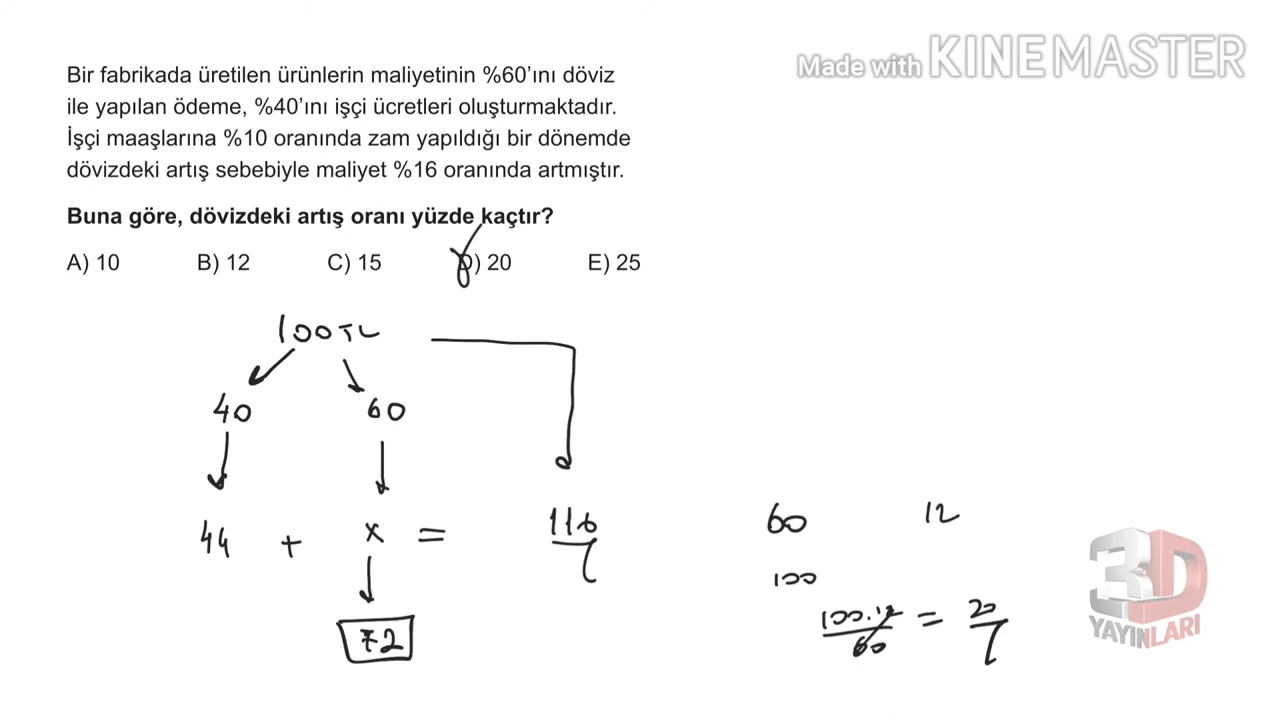 Made with KINEMASTER
Bir fabrikada üretilen ürünlerin maliyetinin %60'ını döviz
ile yapılan ödeme, %40'ını işçi ücretleri oluşturmaktadır.
İşçi maaşlarına %10 oranında zam yapıldığı bir dönemde
dövizdeki artış sebebiyle maliyet %16 oranında artmıştır.
Buna göre, dövizdeki artış oranı yüzde kaçtır?
A) 10 B) 12 C) 15 D) 20 E) 25
100 TL
40 60
44 + x = 116
72
60 12
100
100.12 / 60 = 20
3D
YAYINLARI